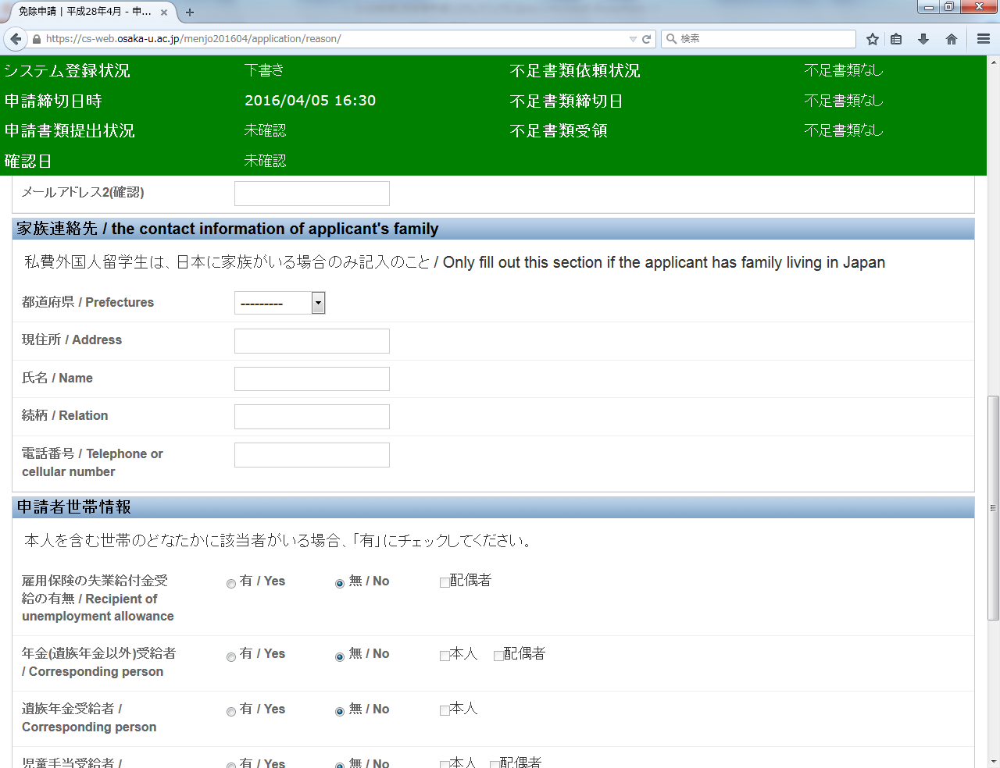 免除申請 | 平成28年4月 - 申...
https://cs-web.osaka-u.ac.jp/menjo201604/application/reason/
検索
システム登録状況 下書き 不足書類依頼状況 不足書類なし
申請締切日時 2016/04/05 16:30 不足書類締切日 不足書類なし
申請書類提出状況 未確認 不足書類受領 不足書類なし
確認日 未確認
メールアドレス2(確認)
家族連絡先 / the contact information of applicant's family
私費外国人留学生は、日本に家族がいる場合のみ記入のこと / Only fill out this section if the applicant has family living in Japan
都道府県 / Prefectures ---------
現住所 / Address
氏名 / Name
続柄 / Relation
電話番号 / Telephone or
cellular number
申請者世帯情報
本人を含む世帯のどなたかに該当者がいる場合、「有」にチェックしてください。
雇用保険の失業給付金受 有 / Yes 無 / No 配偶者
給の有無 / Recipient of
unemployment allowance
年金(遺族年金以外)受給者 有 / Yes 無 / No 本人 配偶者
/ Corresponding person
遺族年金受給者 / 有 / Yes 無 / No 本人
Corresponding person
児童手当受給者 / 有 / Yes 無 / No 本人 配偶者